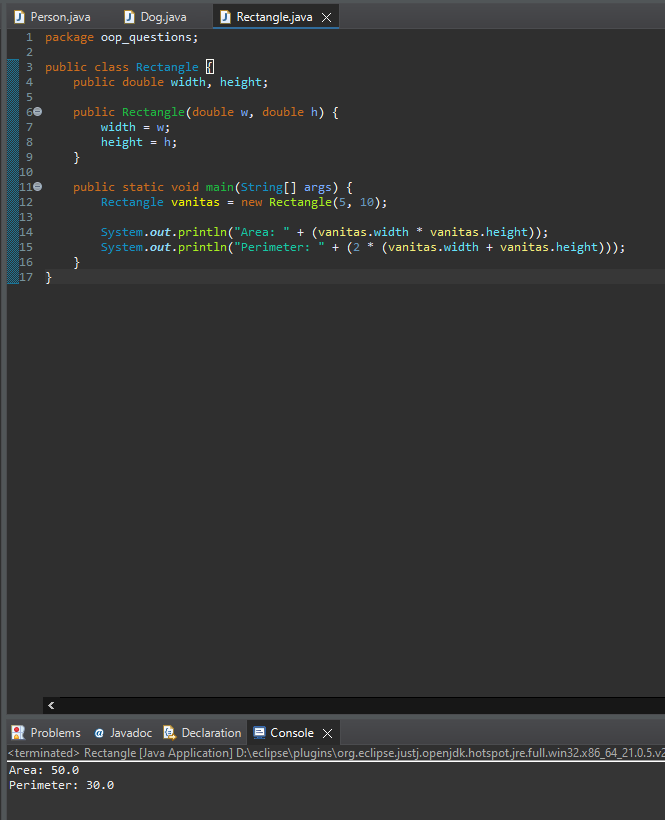 Person.java Dog.java Rectangle.java
1 package oop_questions;
2
3 public class Rectangle {
4     public double width, height;
5
6     public Rectangle(double w, double h) {
7         width = w;
8         height = h;
9     }
10
11     public static void main(String[] args) {
12         Rectangle vanitas = new Rectangle(5, 10);
13
14         System.out.println("Area: " + (vanitas.width * vanitas.height));
15         System.out.println("Perimeter: " + (2 * (vanitas.width + vanitas.height)));
16     }
17 }
Problems Javadoc Declaration Console
<terminated> Rectangle [Java Application] D:\eclipse\plugins\org.eclipse.justj.openjdk.hotspot.jre.full.win32.x86_64_21.0.5.v2
Area: 50.0
Perimeter: 30.0